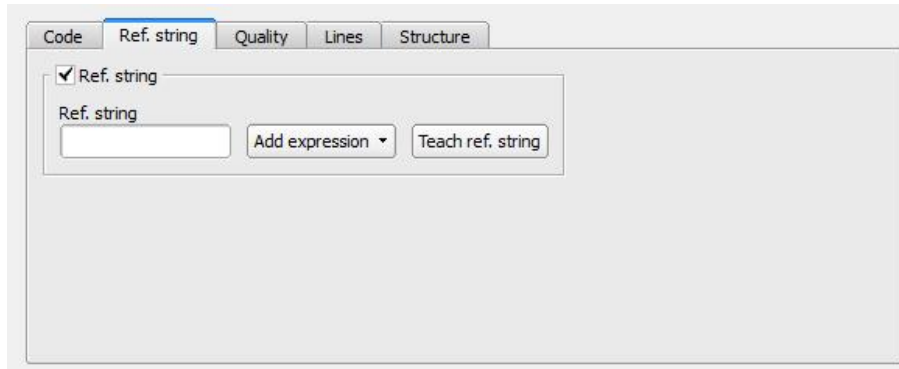 Code Ref. string Quality Lines Structure
Ref. string
Ref. string
Add expression Teach ref. string